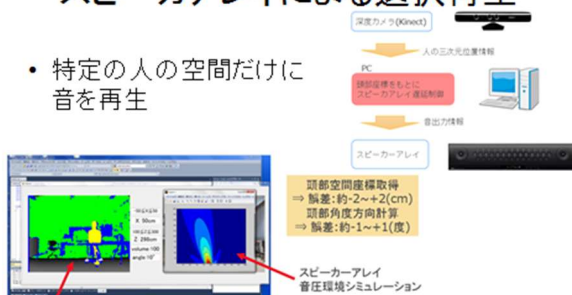 スピーカアレイによる選択再生
• 特定の人の空間だけに
音を再生
深度カメラ(Kinect)
人の三次元位置情報
PC
頭部座標をもとに
スピーカアレイ遅延制御
音出力情報
スピーカーアレイ
頭部空間座標取得
⇒ 誤差:約-2~+2(cm)
頭部角度方向計算
⇒ 誤差:約-1~+1(度)
X 30cm
Z 290cm
volume 100
angle 10°
スピーカーアレイ
音圧環境シミュレーション